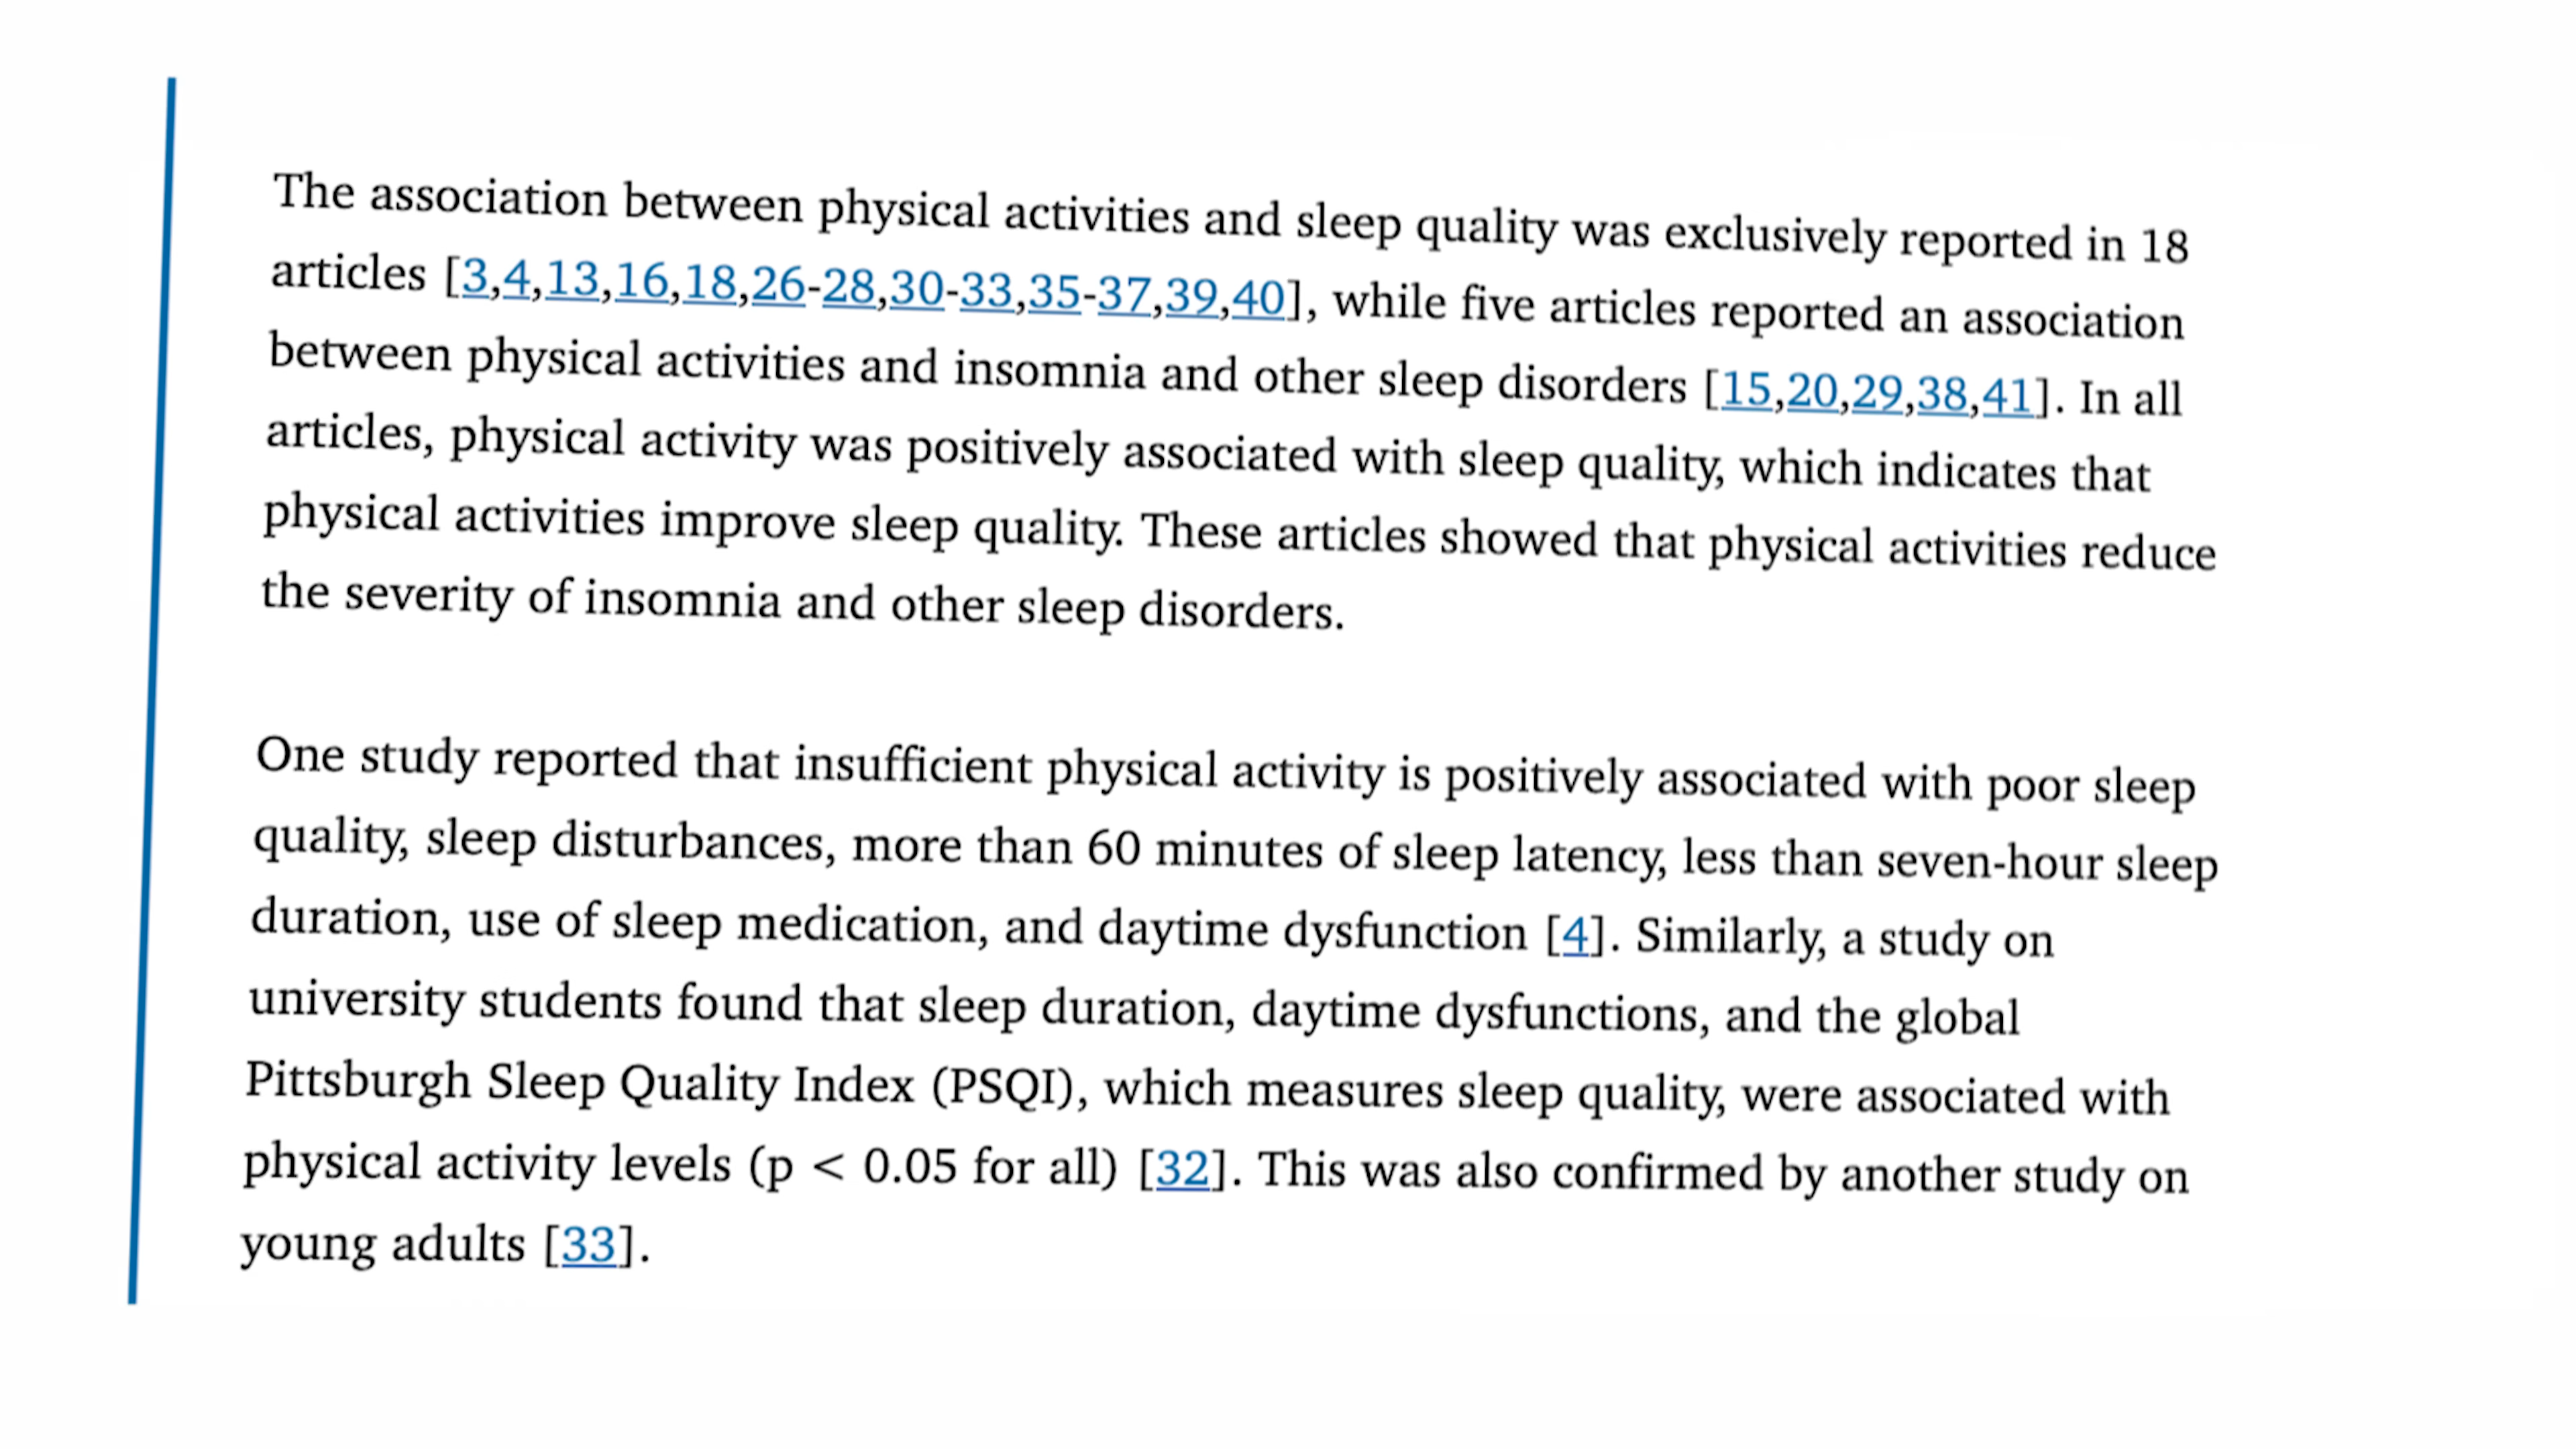 The association between physical activities and sleep quality was exclusively reported in 18
articles [3,4,13,16,18,26-28,30-33,35-37,39,40], while five articles reported an association
between physical activities and insomnia and other sleep disorders [15,20,29,38,41]. In all
articles, physical activity was positively associated with sleep quality, which indicates that
physical activities improve sleep quality. These articles showed that physical activities reduce
the severity of insomnia and other sleep disorders.
One study reported that insufficient physical activity is positively associated with poor sleep
quality, sleep disturbances, more than 60 minutes of sleep latency, less than seven-hour sleep
duration, use of sleep medication, and daytime dysfunction [4]. Similarly, a study on
university students found that sleep duration, daytime dysfunctions, and the global
Pittsburgh Sleep Quality Index (PSQI), which measures sleep quality, were associated with
physical activity levels (p < 0.05 for all) [32]. This was also confirmed by another study on
young adults [33].